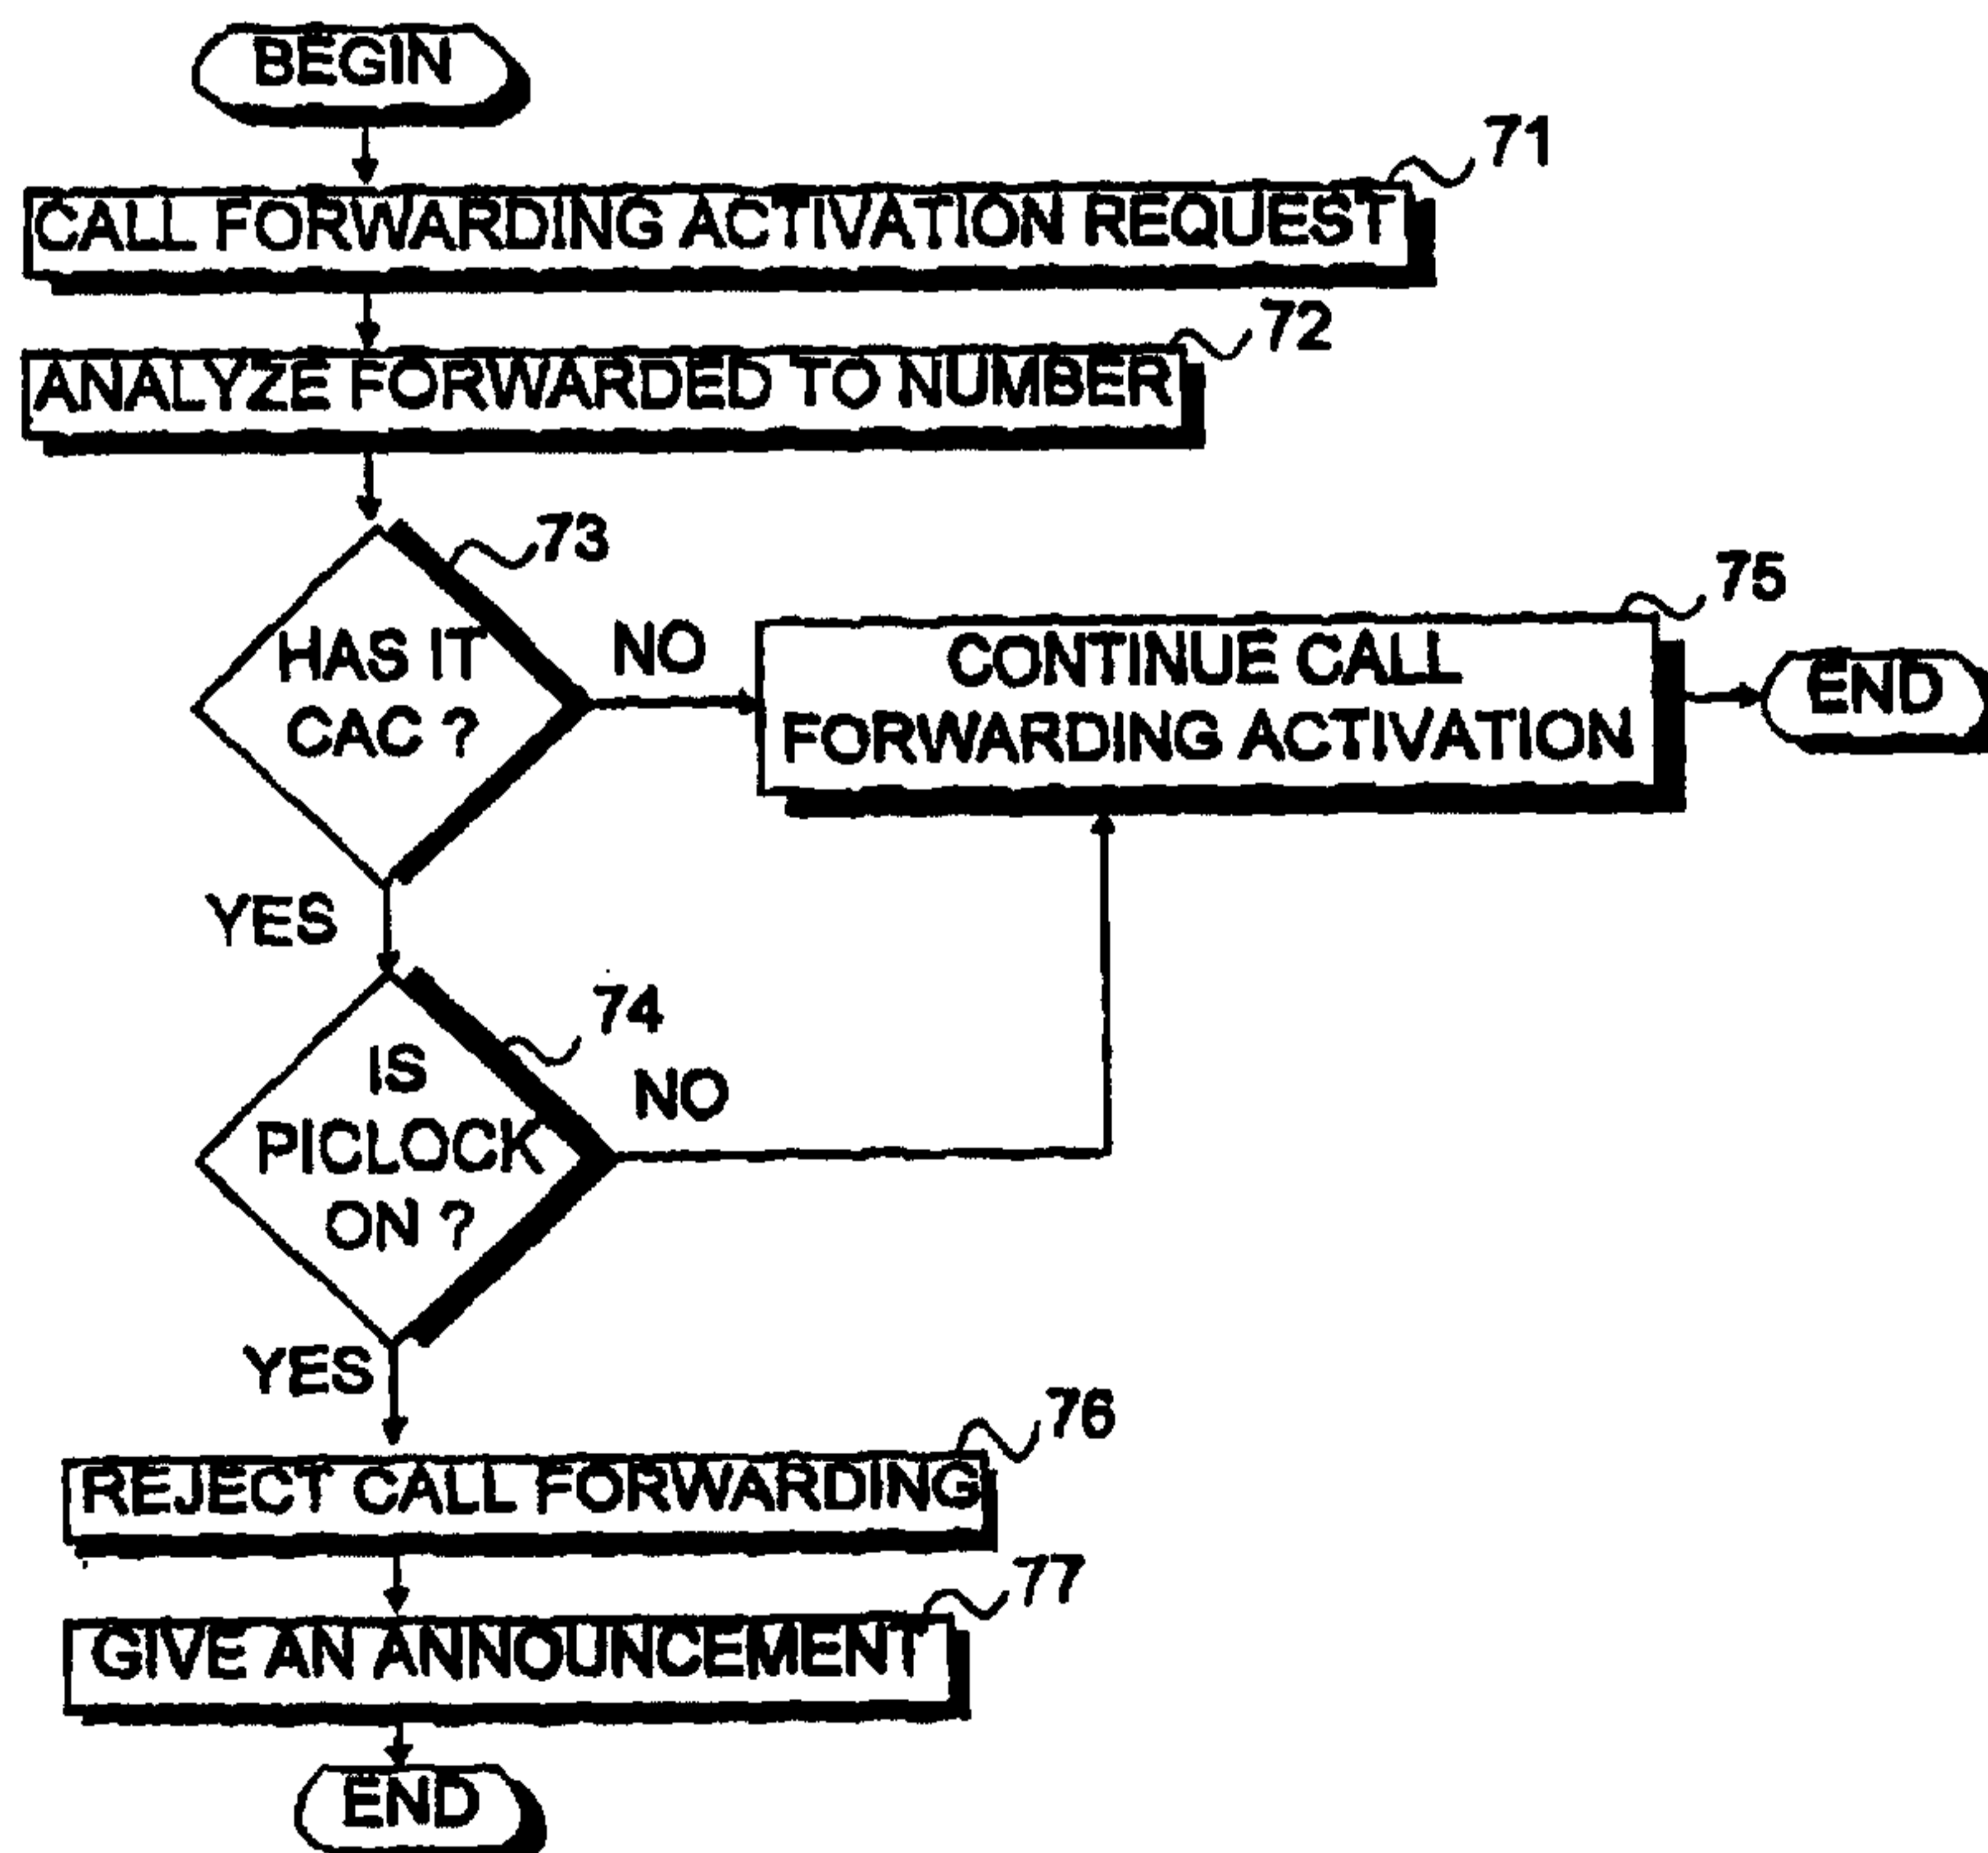 BEGIN
71
CALL FORWARDING ACTIVATION REQUEST
72
ANALYZE FORWARDED TO NUMBER
73
HAS IT
CAC ?
NO
75
CONTINUE CALL
FORWARDING ACTIVATION
END
YES
74
IS
PICLOCK
ON ?
NO
YES
76
REJECT CALL FORWARDING
77
GIVE AN ANNOUNCEMENT
END